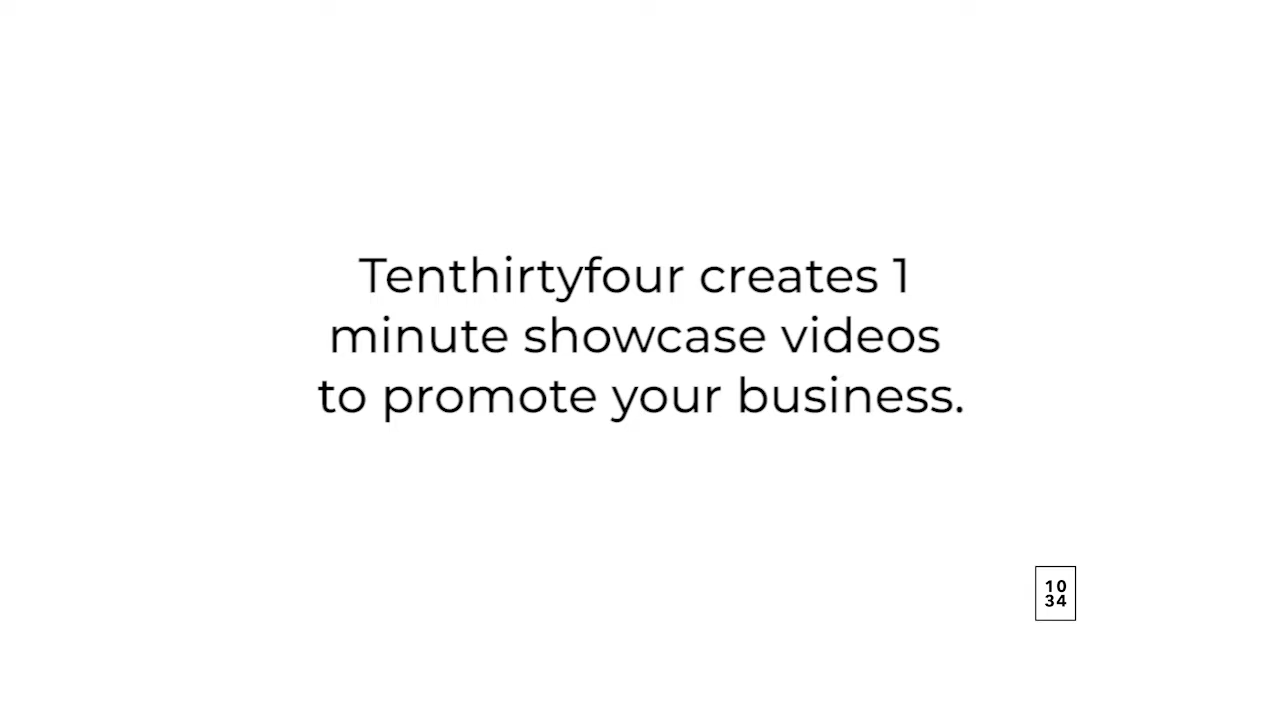 Tenthirtyfour creates 1
minute showcase videos
to promote your business.
10
34